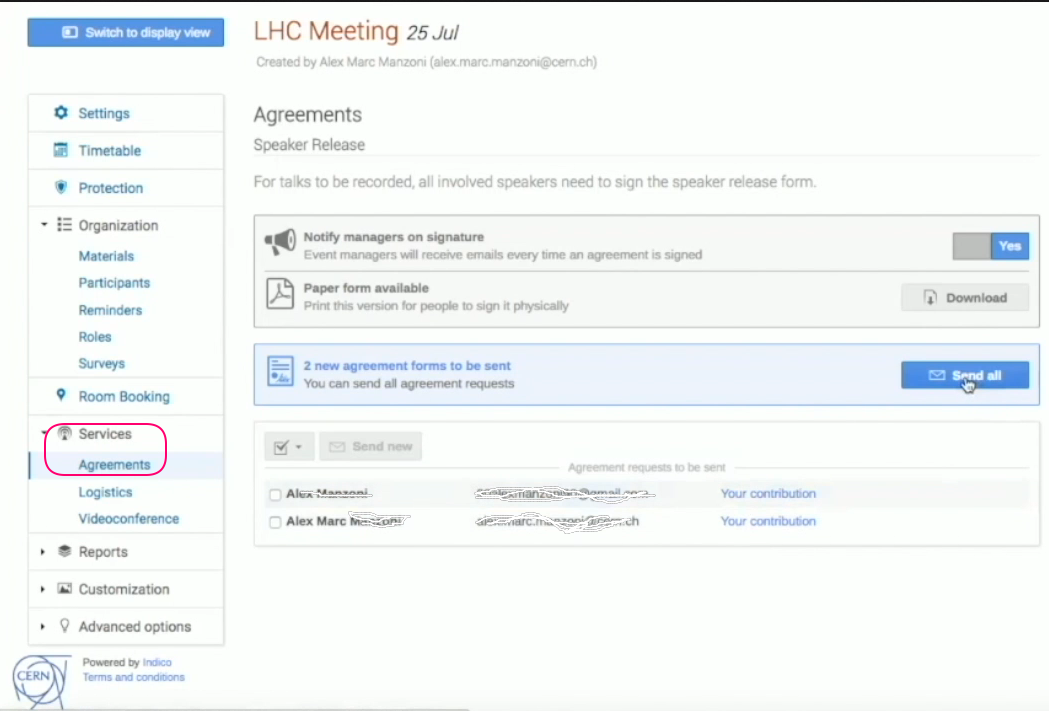 Switch to display view
LHC Meeting 25 Jul
Created by Alex Marc Manzoni (alex.marc.manzoni@cern.ch)
Settings
Timetable
Protection
Organization
Materials
Participants
Reminders
Roles
Surveys
Room Booking
Services
Agreements
Logistics
Videoconference
Reports
Customization
Advanced options
CERN
Powered by Indico
Terms and conditions
Agreements
Speaker Release
For talks to be recorded, all involved speakers need to sign the speaker release form.
Notify managers on signature
Event managers will receive emails every time an agreement is signed
Yes
Paper form available
Print this version for people to sign it physically
Download
2 new agreement forms to be sent
You can send all agreement requests
Send all
Send new
Agreement requests to be sent
Alex Your contribution
Alex Marc Your contribution